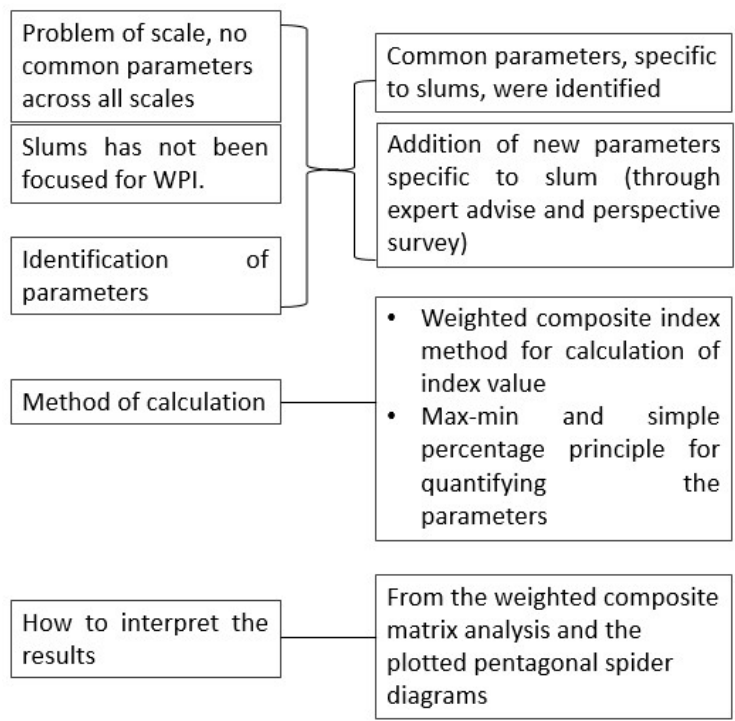 Problem of scale, no
common parameters
across all scales
Slums has not been
focused for WPI.
Identification of
parameters
Common parameters, specific
to slums, were identified
Addition of new parameters
specific to slum (through
expert advise and perspective
survey)
Method of calculation
• Weighted composite index
method for calculation of
index value
• Max-min and simple
percentage principle for
quantifying the
parameters
How to interpret the
results
From the weighted composite
matrix analysis and the
plotted pentagonal spider
diagrams